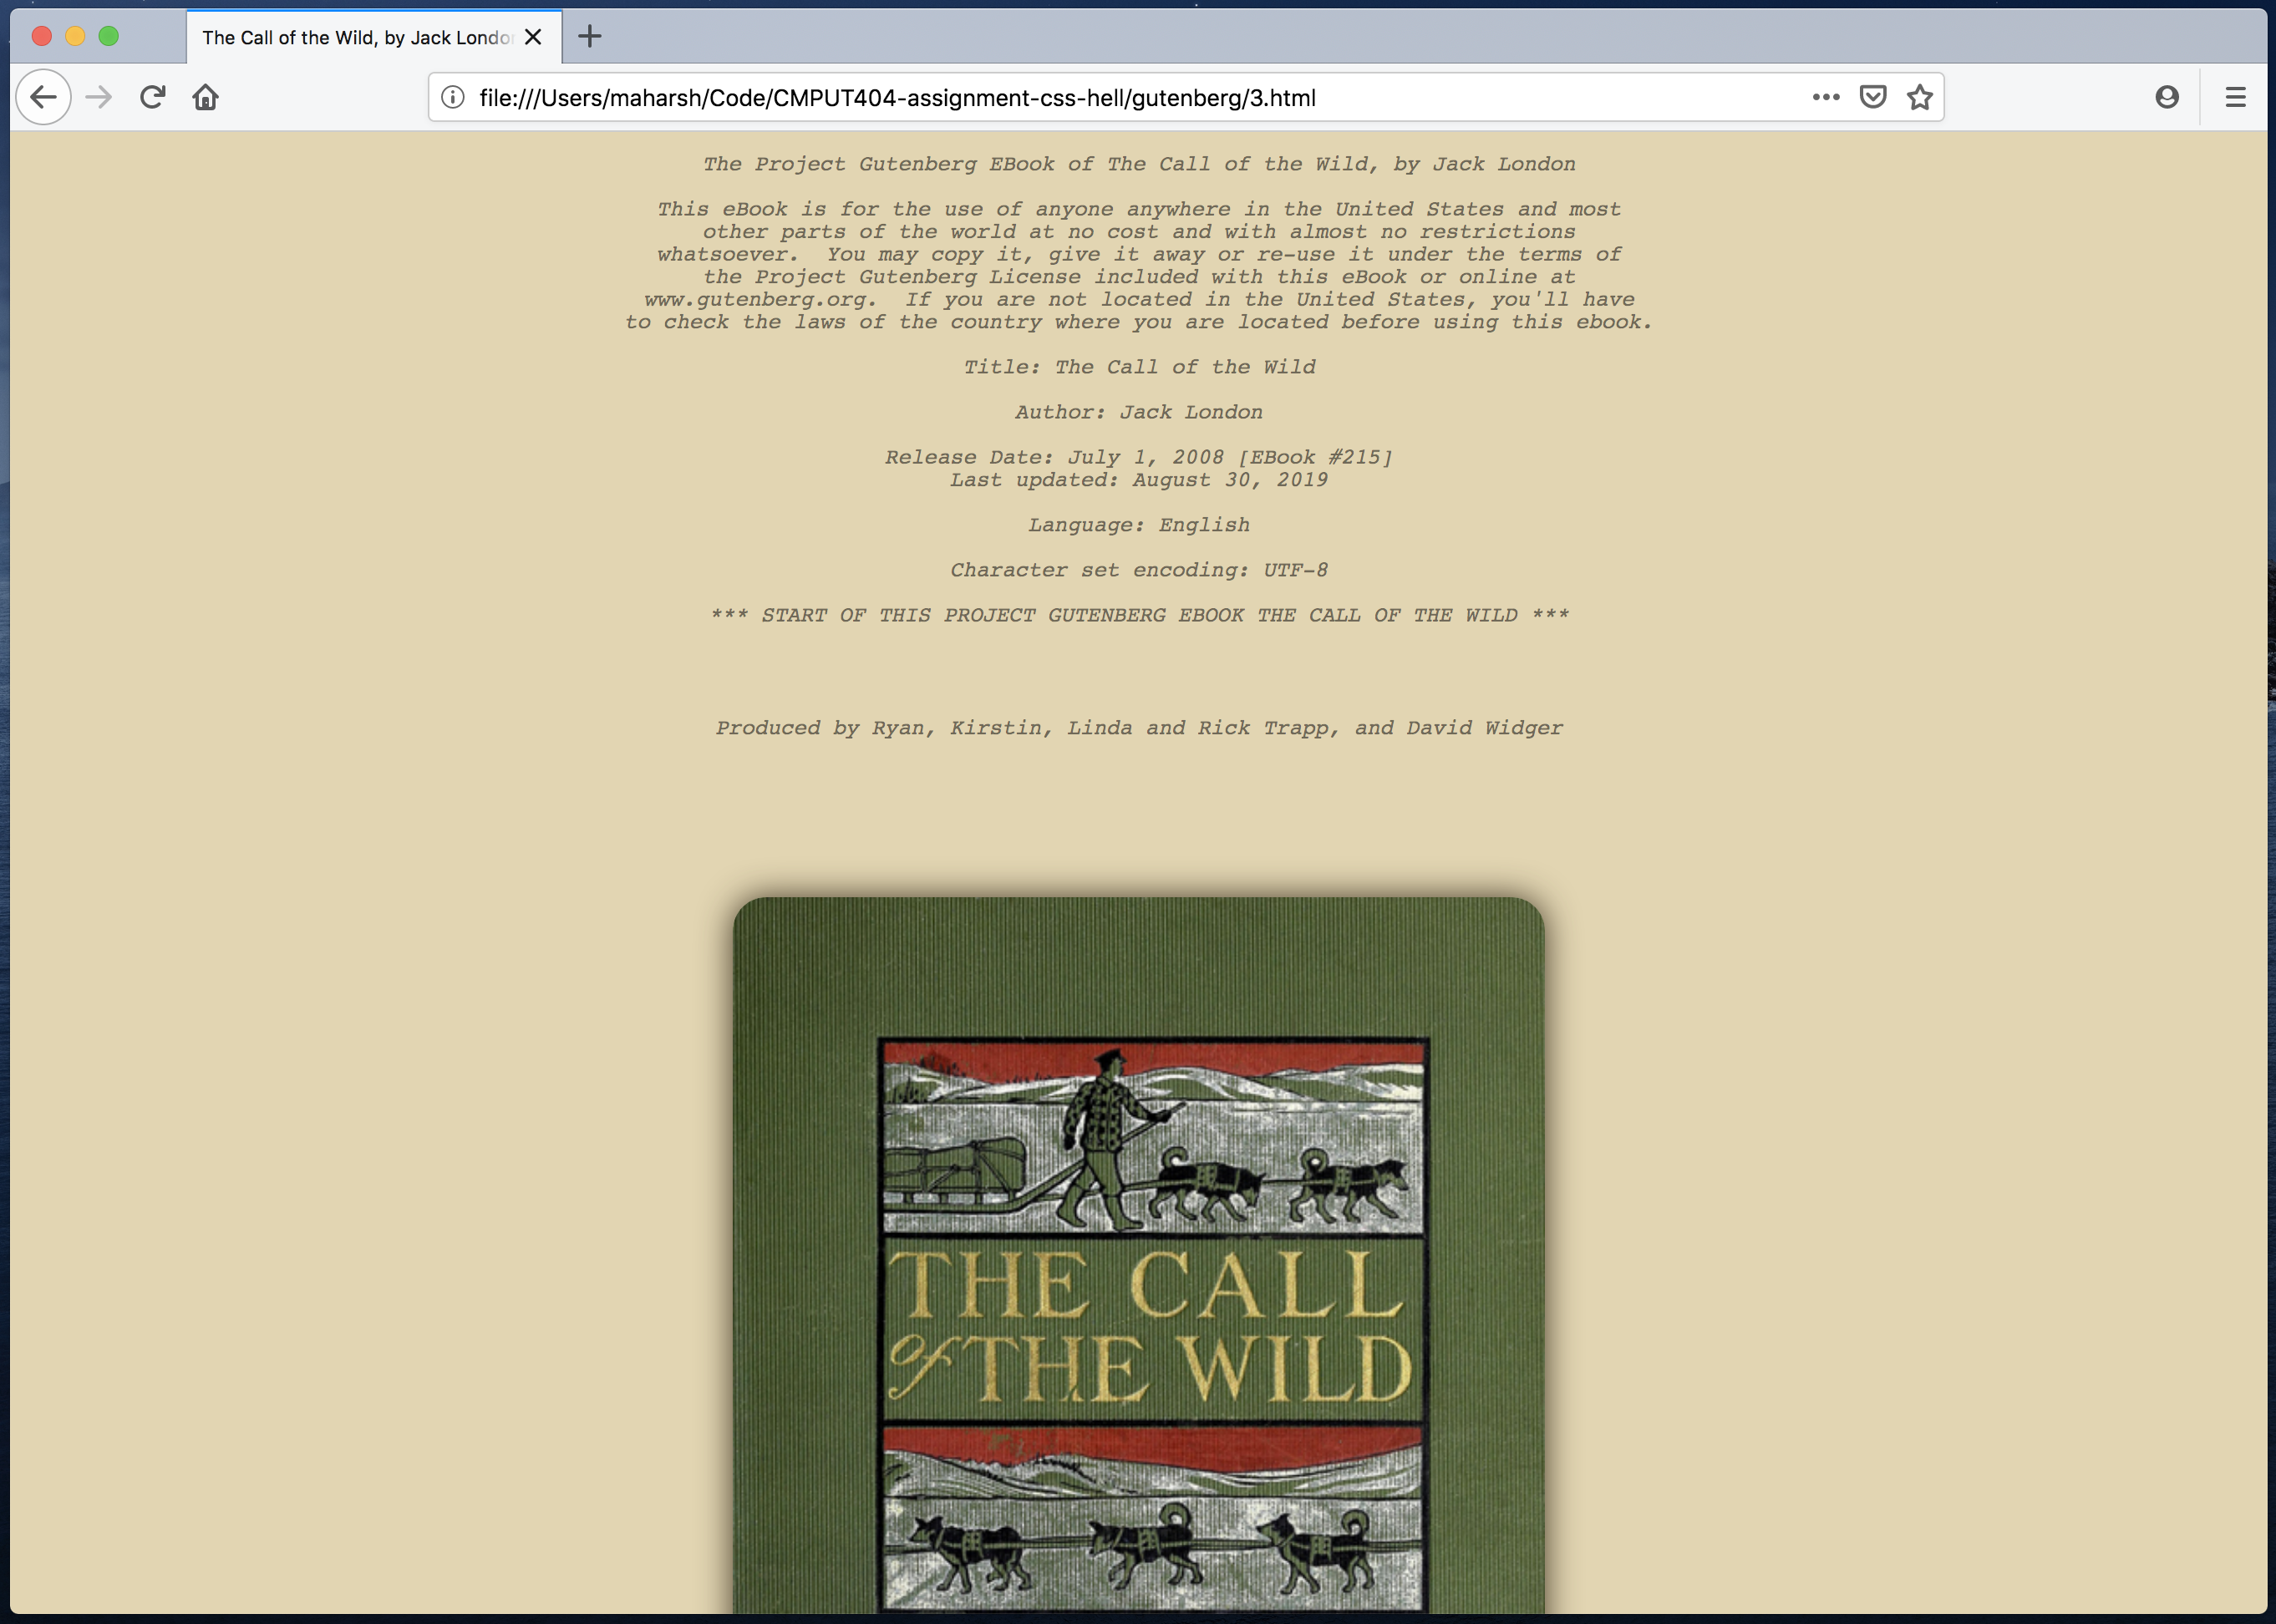 The Call of the Wild, by Jack London
file:///Users/maharsh/Code/CMPUT404-assignment-css-hell/gutenberg/3.html
The Project Gutenberg EBook of The Call of the Wild, by Jack London
This eBook is for the use of anyone anywhere in the United States and most
other parts of the world at no cost and with almost no restrictions
whatsoever.  You may copy it, give it away or re-use it under the terms of
the Project Gutenberg License included with this eBook or online at
www.gutenberg.org.  If you are not located in the United States, you'll have
to check the laws of the country where you are located before using this ebook.
Title: The Call of the Wild
Author: Jack London
Release Date: July 1, 2008 [EBook #215]
Last updated: August 30, 2019
Language: English
Character set encoding: UTF-8
*** START OF THIS PROJECT GUTENBERG EBOOK THE CALL OF THE WILD ***
Produced by Ryan, Kirstin, Linda and Rick Trapp, and David Widger
THE CALL
of THE WILD